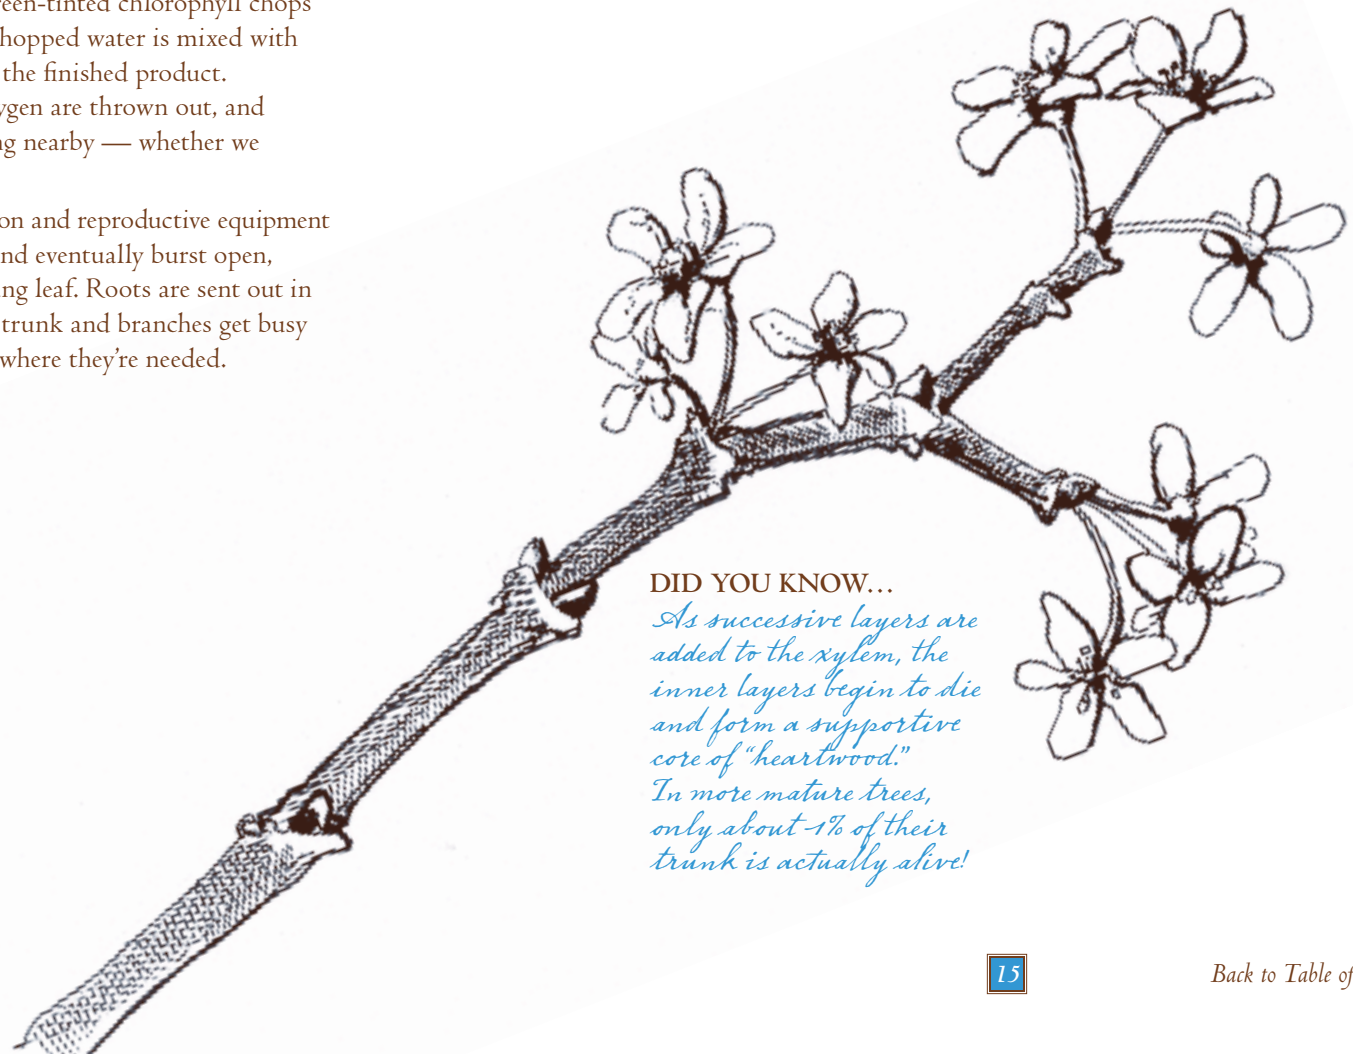 een-tinted chlorophyll chops
hopped water is mixed with
the finished product.
ygen are thrown out, and
ng nearby — whether we
on and reproductive equipment
nd eventually burst open,
ng leaf. Roots are sent out in
trunk and branches get busy
where they're needed.
DID YOU KNOW…
As successive layers are
added to the xylem, the
inner layers begin to die
and form a supportive
core of "heartwood."
In more mature trees,
only about 1% of their
trunk is actually alive!
15
Back to Table of